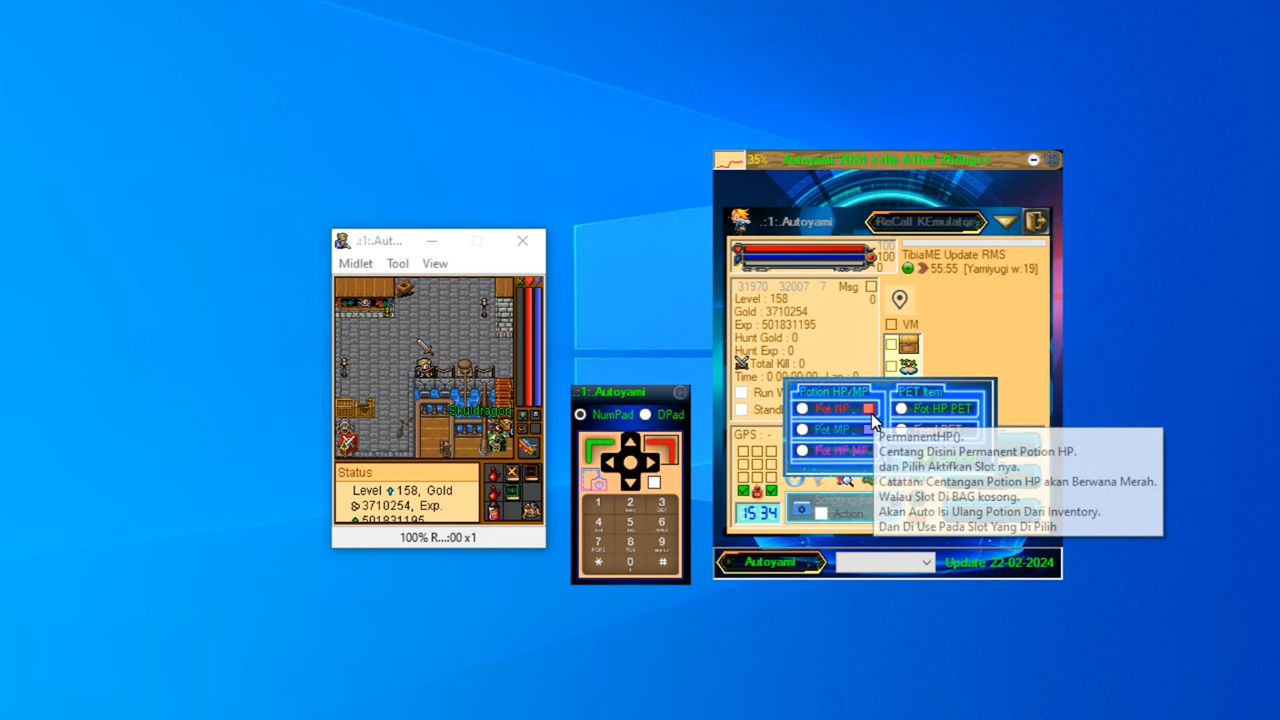 .:1:.Aut...
Midlet Tool View
Skuldragon
Status
Level 158, Gold
3710254, Exp.
501831195
100% R...:00 x1
.:1:.Autoyami
NumPad DPad
1 2 3
4 5 6
7 8 9
* 0 #
35% Autoyami 2024 >>By AThaI ZhAng<<
.:1:.Autoyami ReCall KEmulator
100
100
0
TibiaME Update RMS
55:55 [Yamiyugi w:19]
31970 32007 7 Msg
0
Level : 158
Gold : 3710254
Exp : 501831195
Hunt Gold : 0
Hunt Exp : 0
Total Kill : 0
VM
Potion HP/MP PET Item
Pot HP Pot HP PET
Pot MP
Pot HP MP
GPS : -
PermanentHP().
Centang Disini Permanent Potion HP.
dan Pilih Aktifkan Slot nya.
Catatan: Centangan Potion HP akan Berwana Merah.
Walau Slot Di BAG kosong.
Akan Auto Isi Ulang Potion Dari Inventory.
Dan Di Use Pada Slot Yang Di Pilih
15 34
Action
Autoyami Update 22-02-2024